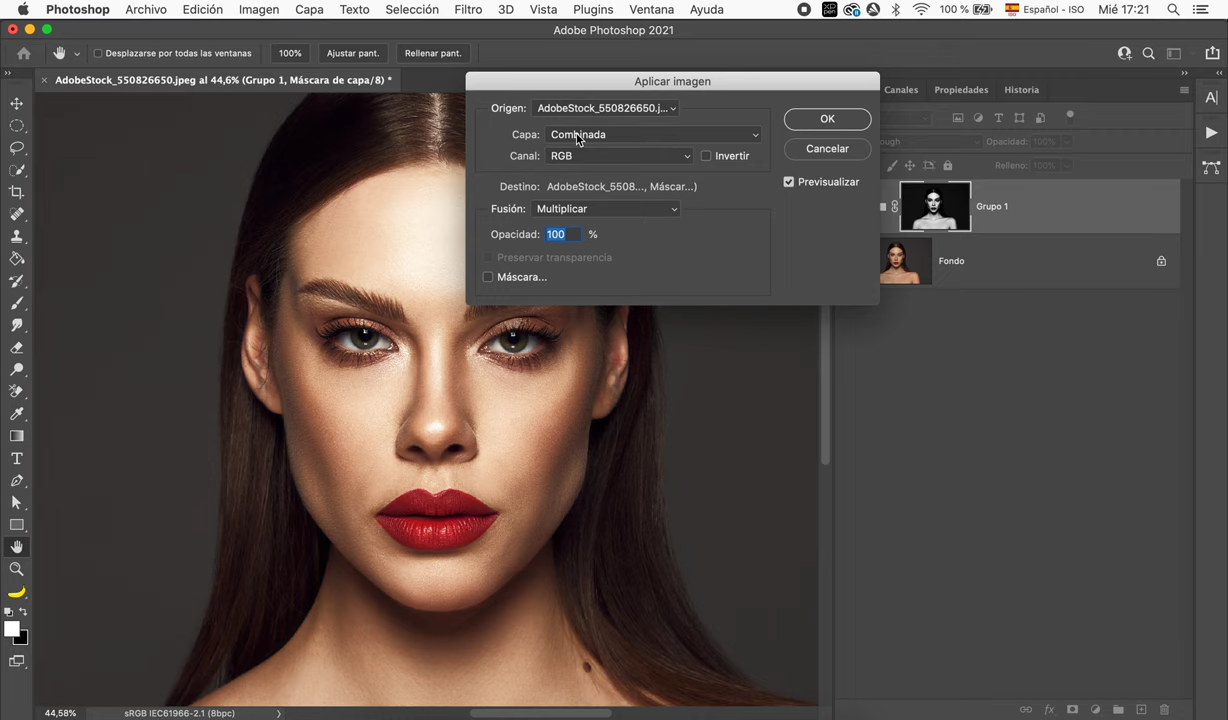 Photoshop Archivo Edición Imagen Capa Texto Selección Filtro 3D Vista Plugins Ventana Ayuda 100 % Español - ISO Mié 17:21
Adobe Photoshop 2021
Desplazarse por todas las ventanas 100% Ajustar pant. Rellenar pant.
AdobeStock_550826650.jpeg al 44,6% (Grupo 1, Máscara de capa/8) *
Aplicar imagen
Canales Propiedades Historia
Origen: AdobeStock_550826650.j...
OK
Capa: Combinada
Cancelar
Canal: RGB Invertir
Previsualizar
Destino: AdobeStock_5508..., Máscar...)
Fusión: Multiplicar
Opacidad: 100 %
Preservar transparencia
Máscara...
Opacidad: 100%
Relleno: 100%
Grupo 1
Fondo
44,58% sRGB IEC61966-2.1 (8bpc)